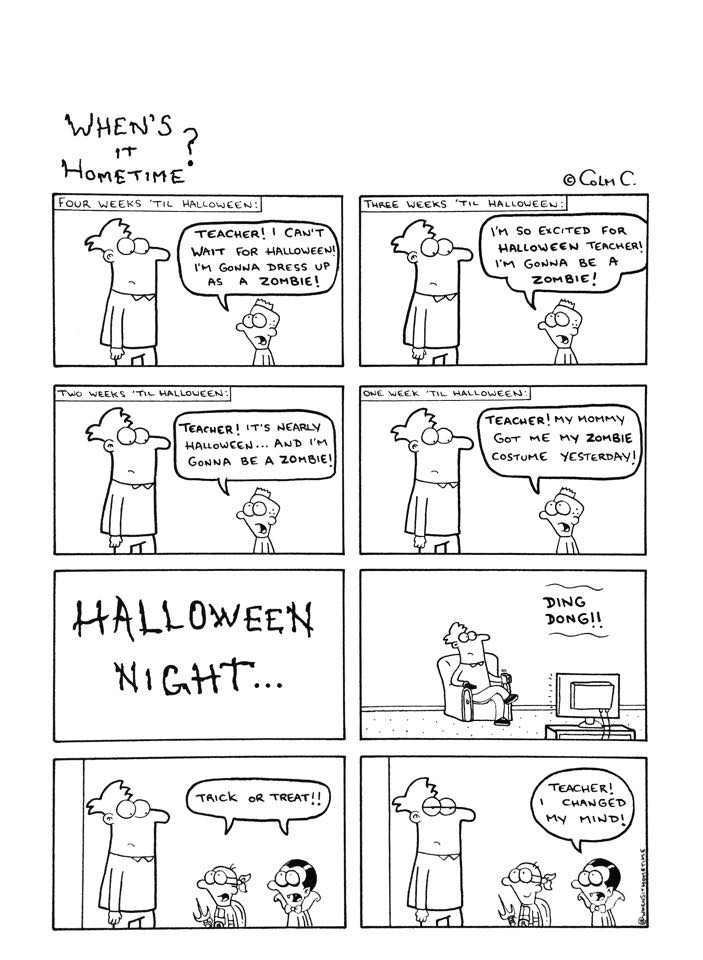 WHEN'S
IT
HOMETIME?
© COLM C.
FOUR WEEKS 'TIL HALLOWEEN:
TEACHER! I CAN'T
WAIT FOR HALLOWEEN!
I'M GONNA DRESS UP
AS A ZOMBIE!
THREE WEEKS 'TIL HALLOWEEN:
I'M SO EXCITED FOR
HALLOWEEN TEACHER!
I'M GONNA BE A
ZOMBIE!
TWO WEEKS 'TIL HALLOWEEN:
TEACHER! IT'S NEARLY
HALLOWEEN... AND I'M
GONNA BE A ZOMBIE!
ONE WEEK 'TIL HALLOWEEN:
TEACHER! MY MOMMY
GOT ME MY ZOMBIE
COSTUME YESTERDAY!
HALLOWEEN
NIGHT...
DING
DONG!!
TRICK OR TREAT!!
TEACHER!
I CHANGED
MY MIND!
@WHENSITHOMETIME